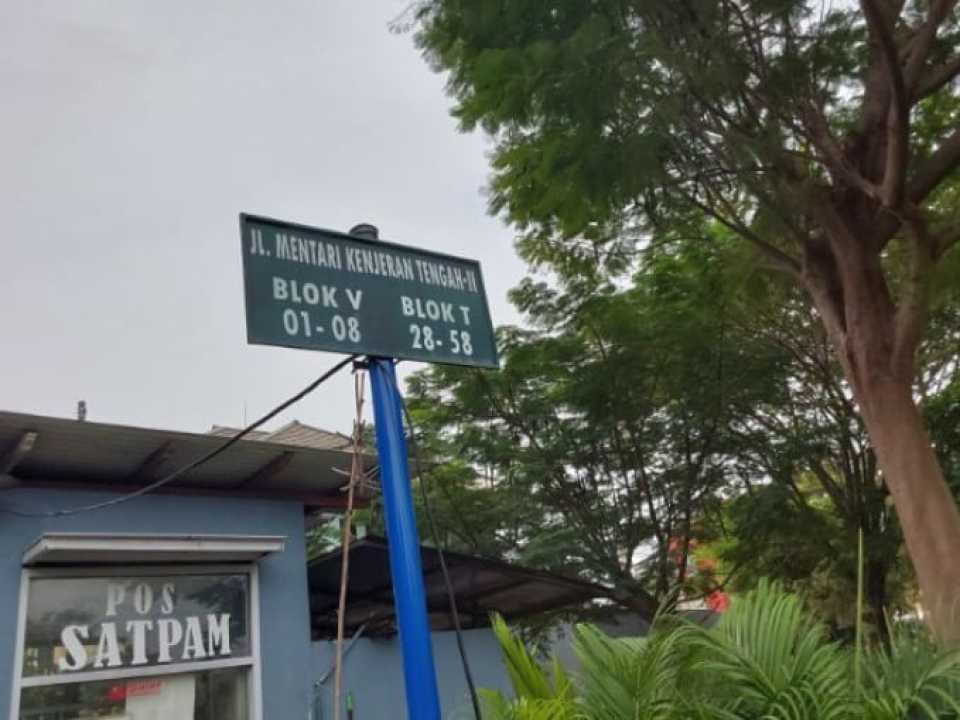 JL. MENTARI KENJERAN TENGAH-II
BLOK V BLOK T
01-08 28-58
POS
SATPAM